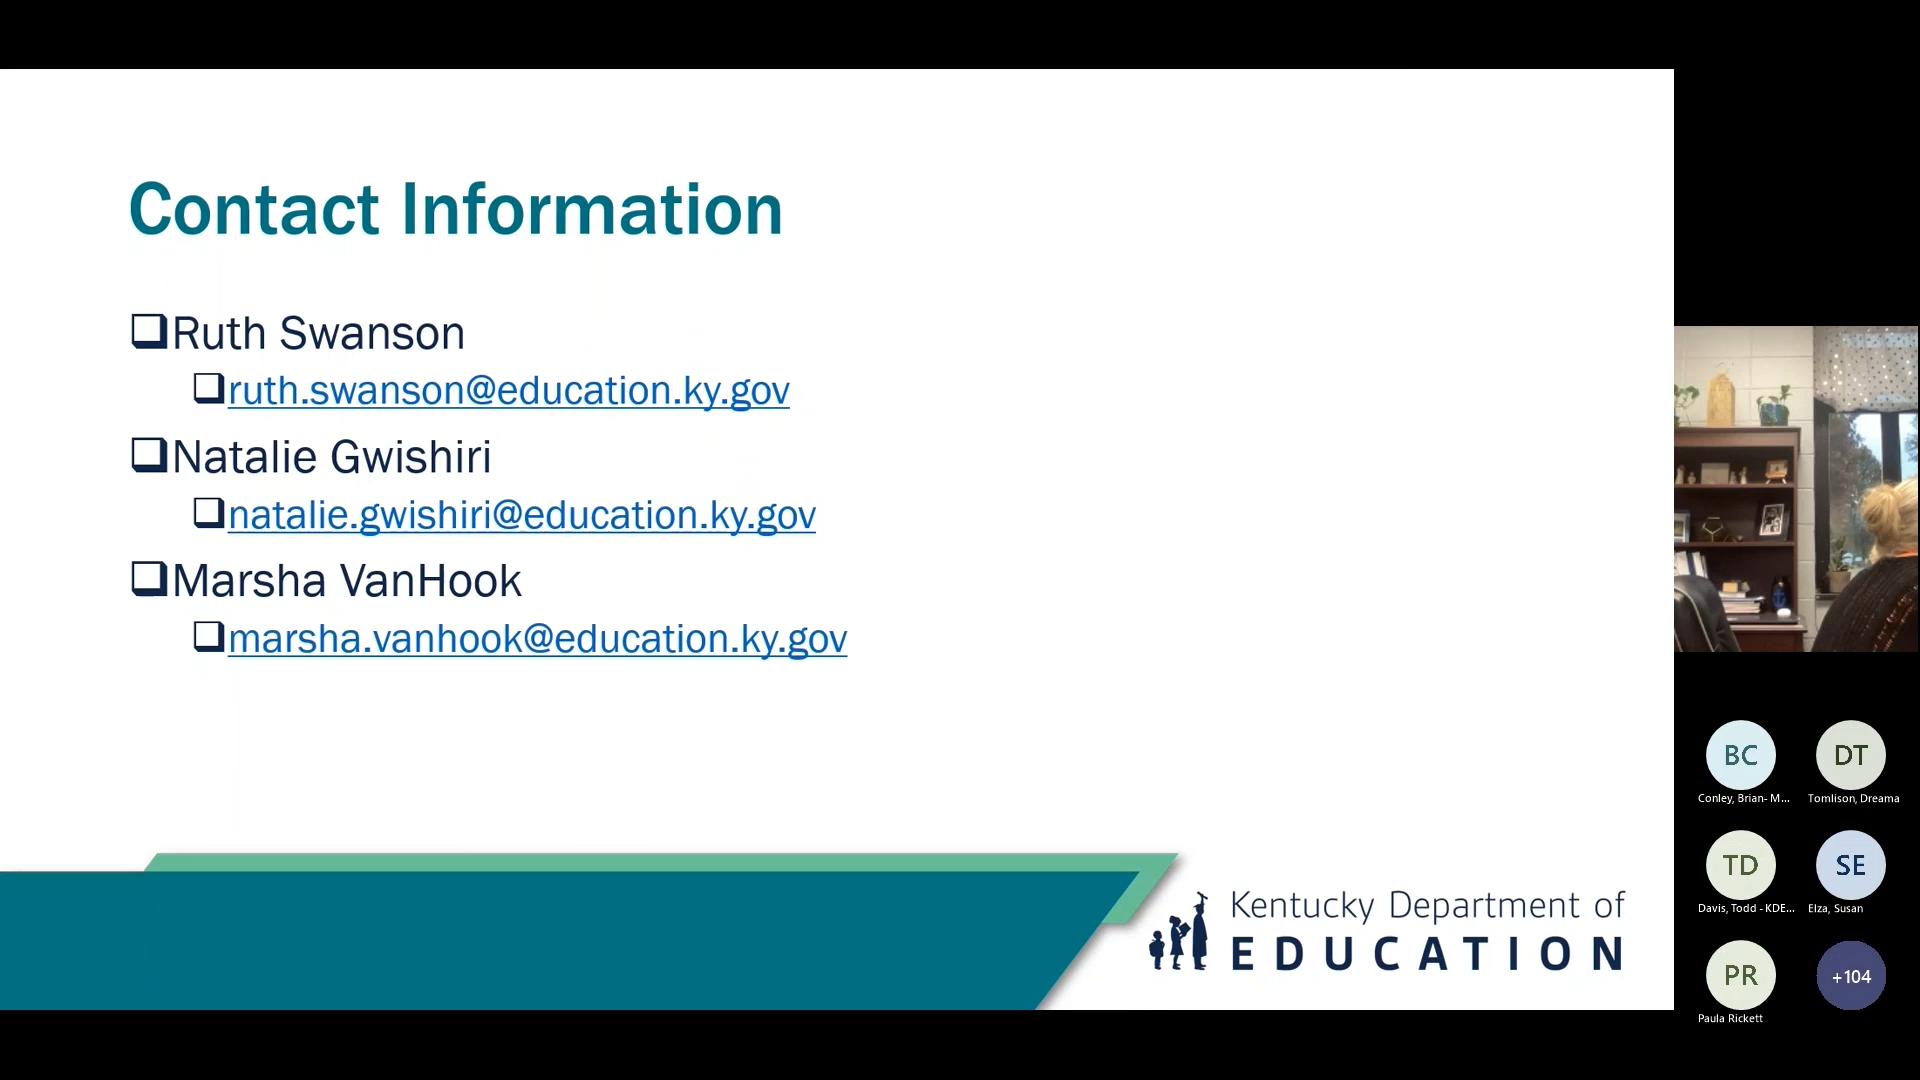 Contact Information
Ruth Swanson
ruth.swanson@education.ky.gov
Natalie Gwishiri
natalie.gwishiri@education.ky.gov
Marsha VanHook
marsha.vanhook@education.ky.gov
Kentucky Department of
EDUCATION
BC
DT
Conley, Brian- M...
Tomlison, Dreama
TD
SE
Davis, Todd - KDE...
Elza, Susan
PR
+104
Paula Rickett